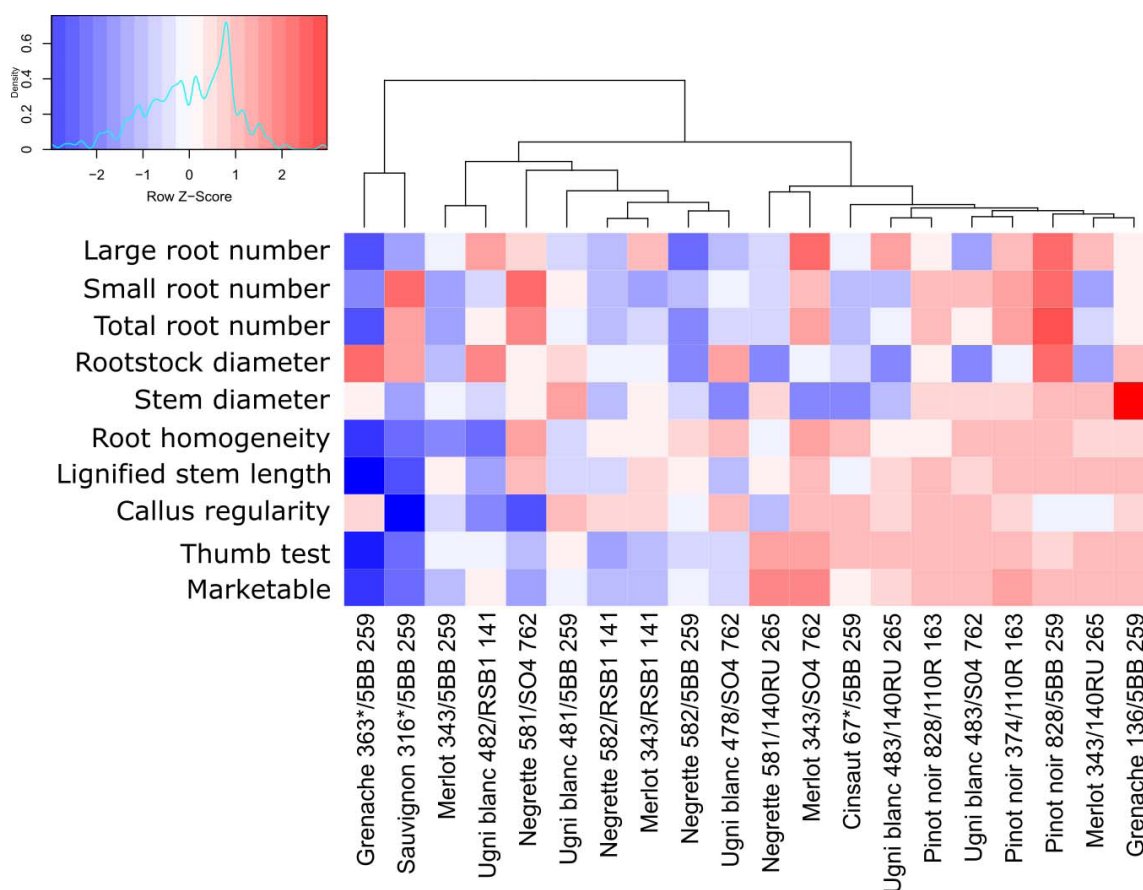 0.6
0.4
0.2
0
Density
−2
−1
0
1
2
Row Z−Score
Large root number
Small root number
Total root number
Rootstock diameter
Stem diameter
Root homogeneity
Lignified stem length
Callus regularity
Thumb test
Marketable
Grenache 363*/5BB 259
Sauvignon 316*/5BB 259
Merlot 343/5BB 259
Ugni blanc 482/RSB1 141
Negrette 581/SO4 762
Ugni blanc 481/5BB 259
Negrette 582/RSB1 141
Merlot 343/RSB1 141
Negrette 582/5BB 259
Ugni blanc 478/SO4 762
Negrette 581/140RU 265
Merlot 343/SO4 762
Cinsaut 67*/5BB 259
Ugni blanc 483/140RU 265
Pinot noir 828/110R 163
Ugni blanc 483/S04 762
Pinot noir 374/110R 163
Pinot noir 828/5BB 259
Merlot 343/140RU 265
Grenache 136/5BB 259